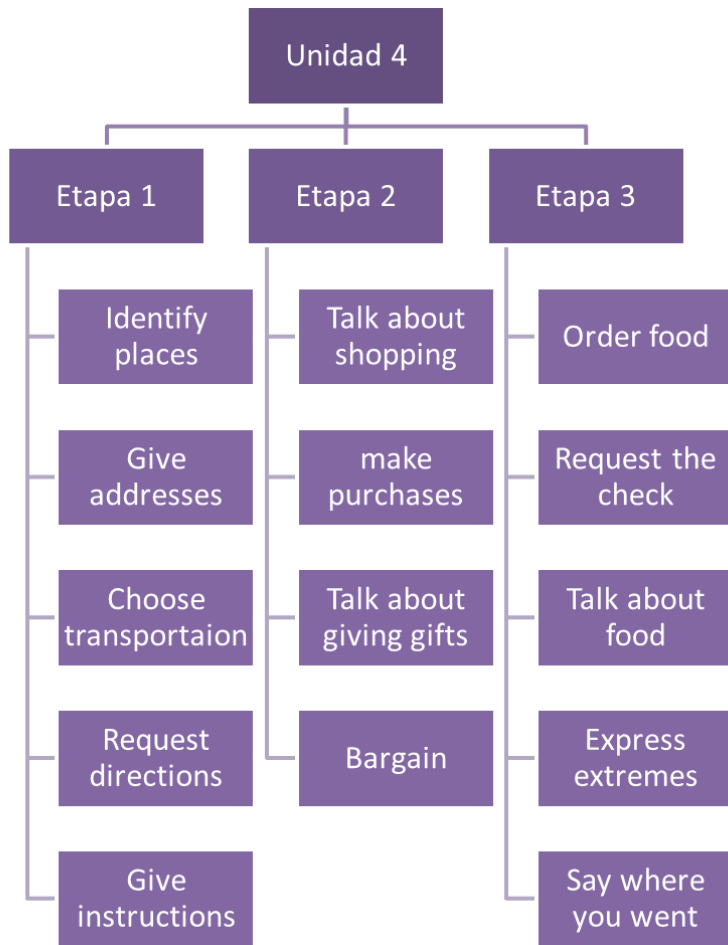 Unidad 4
Etapa 1
Identify
places
Give
addresses
Choose
transportaion
Request
directions
Give
instructions
Etapa 2
Talk about
shopping
make
purchases
Talk about
giving gifts
Bargain
Etapa 3
Order food
Request the
check
Talk about
food
Express
extremes
Say where
you went